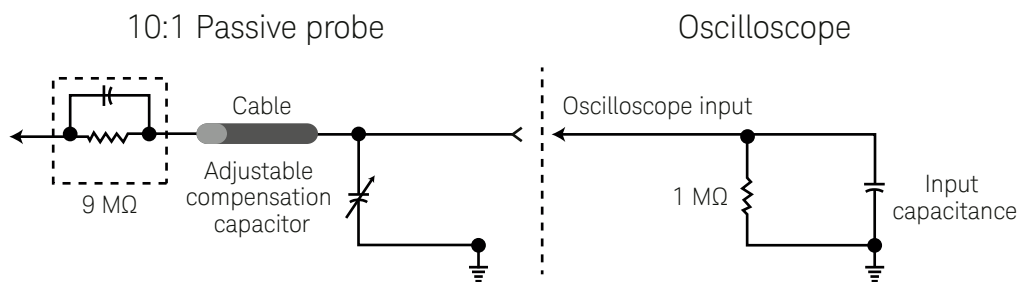 10:1 Passive probe
Oscilloscope
Cable
Oscilloscope input
Adjustable
compensation
capacitor
9 MΩ
1 MΩ
Input
capacitance